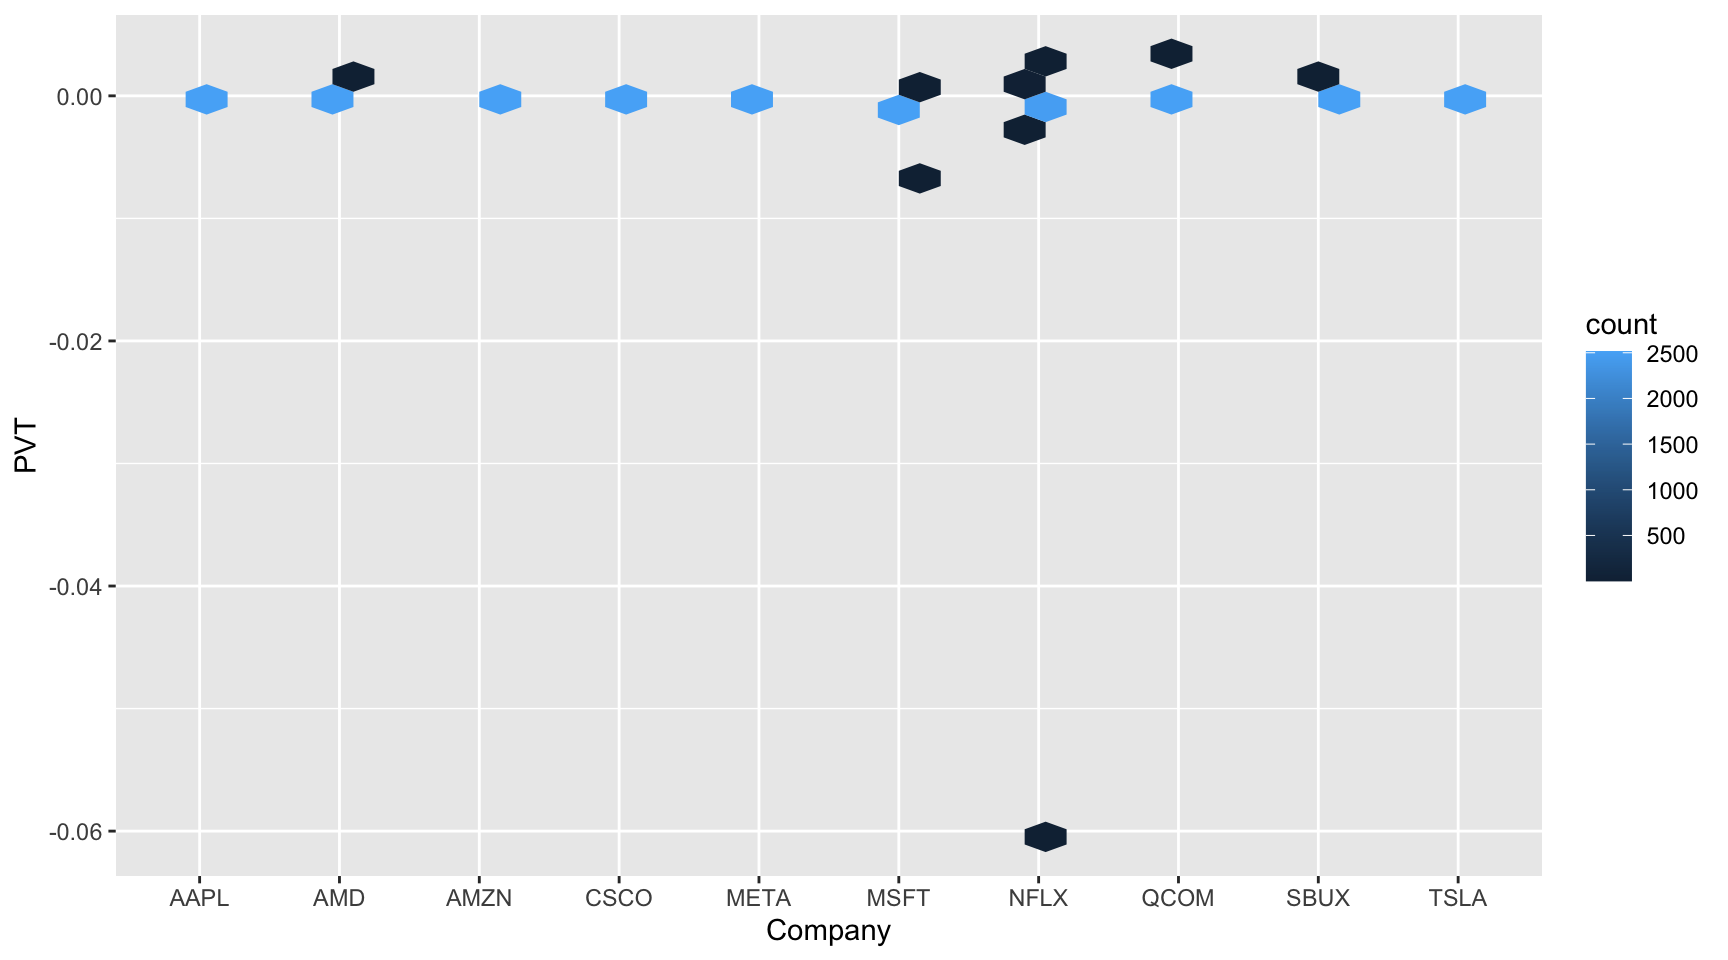 0.00
-0.02
-0.04
-0.06
PVT
AAPL AMD AMZN CSCO META MSFT NFLX QCOM SBUX TSLA
Company
count
2500
2000
1500
1000
500